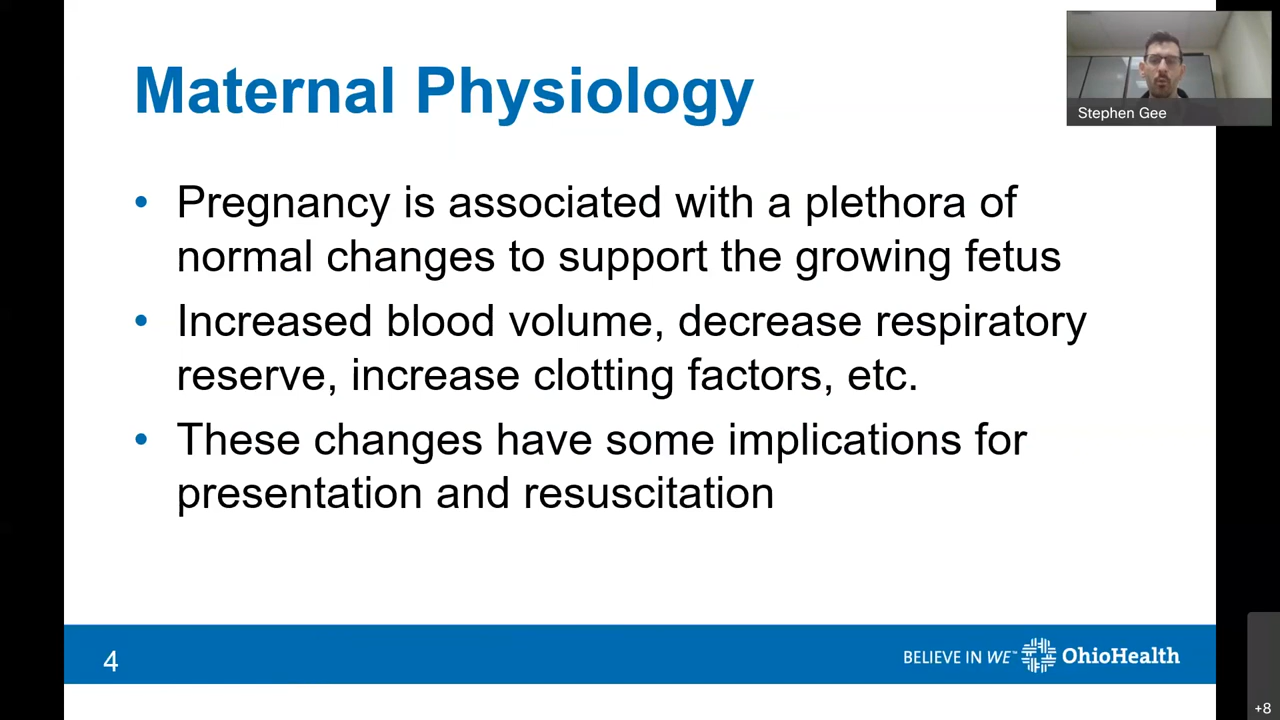 Maternal Physiology
Stephen Gee
• Pregnancy is associated with a plethora of
normal changes to support the growing fetus
• Increased blood volume, decrease respiratory
reserve, increase clotting factors, etc.
• These changes have some implications for
presentation and resuscitation
4
BELIEVE IN WE™ OhioHealth
+8